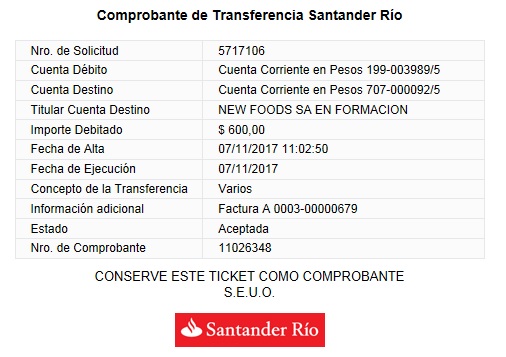 Comprobante de Transferencia Santander Río
Nro. de Solicitud 5717106
Cuenta Débito Cuenta Corriente en Pesos 199-003989/5
Cuenta Destino Cuenta Corriente en Pesos 707-000092/5
Titular Cuenta Destino NEW FOODS SA EN FORMACION
Importe Debitado $ 600,00
Fecha de Alta 07/11/2017 11:02:50
Fecha de Ejecución 07/11/2017
Concepto de la Transferencia Varios
Información adicional Factura A 0003-00000679
Estado Aceptada
Nro. de Comprobante 11026348
CONSERVE ESTE TICKET COMO COMPROBANTE
S.E.U.O.
Santander Río